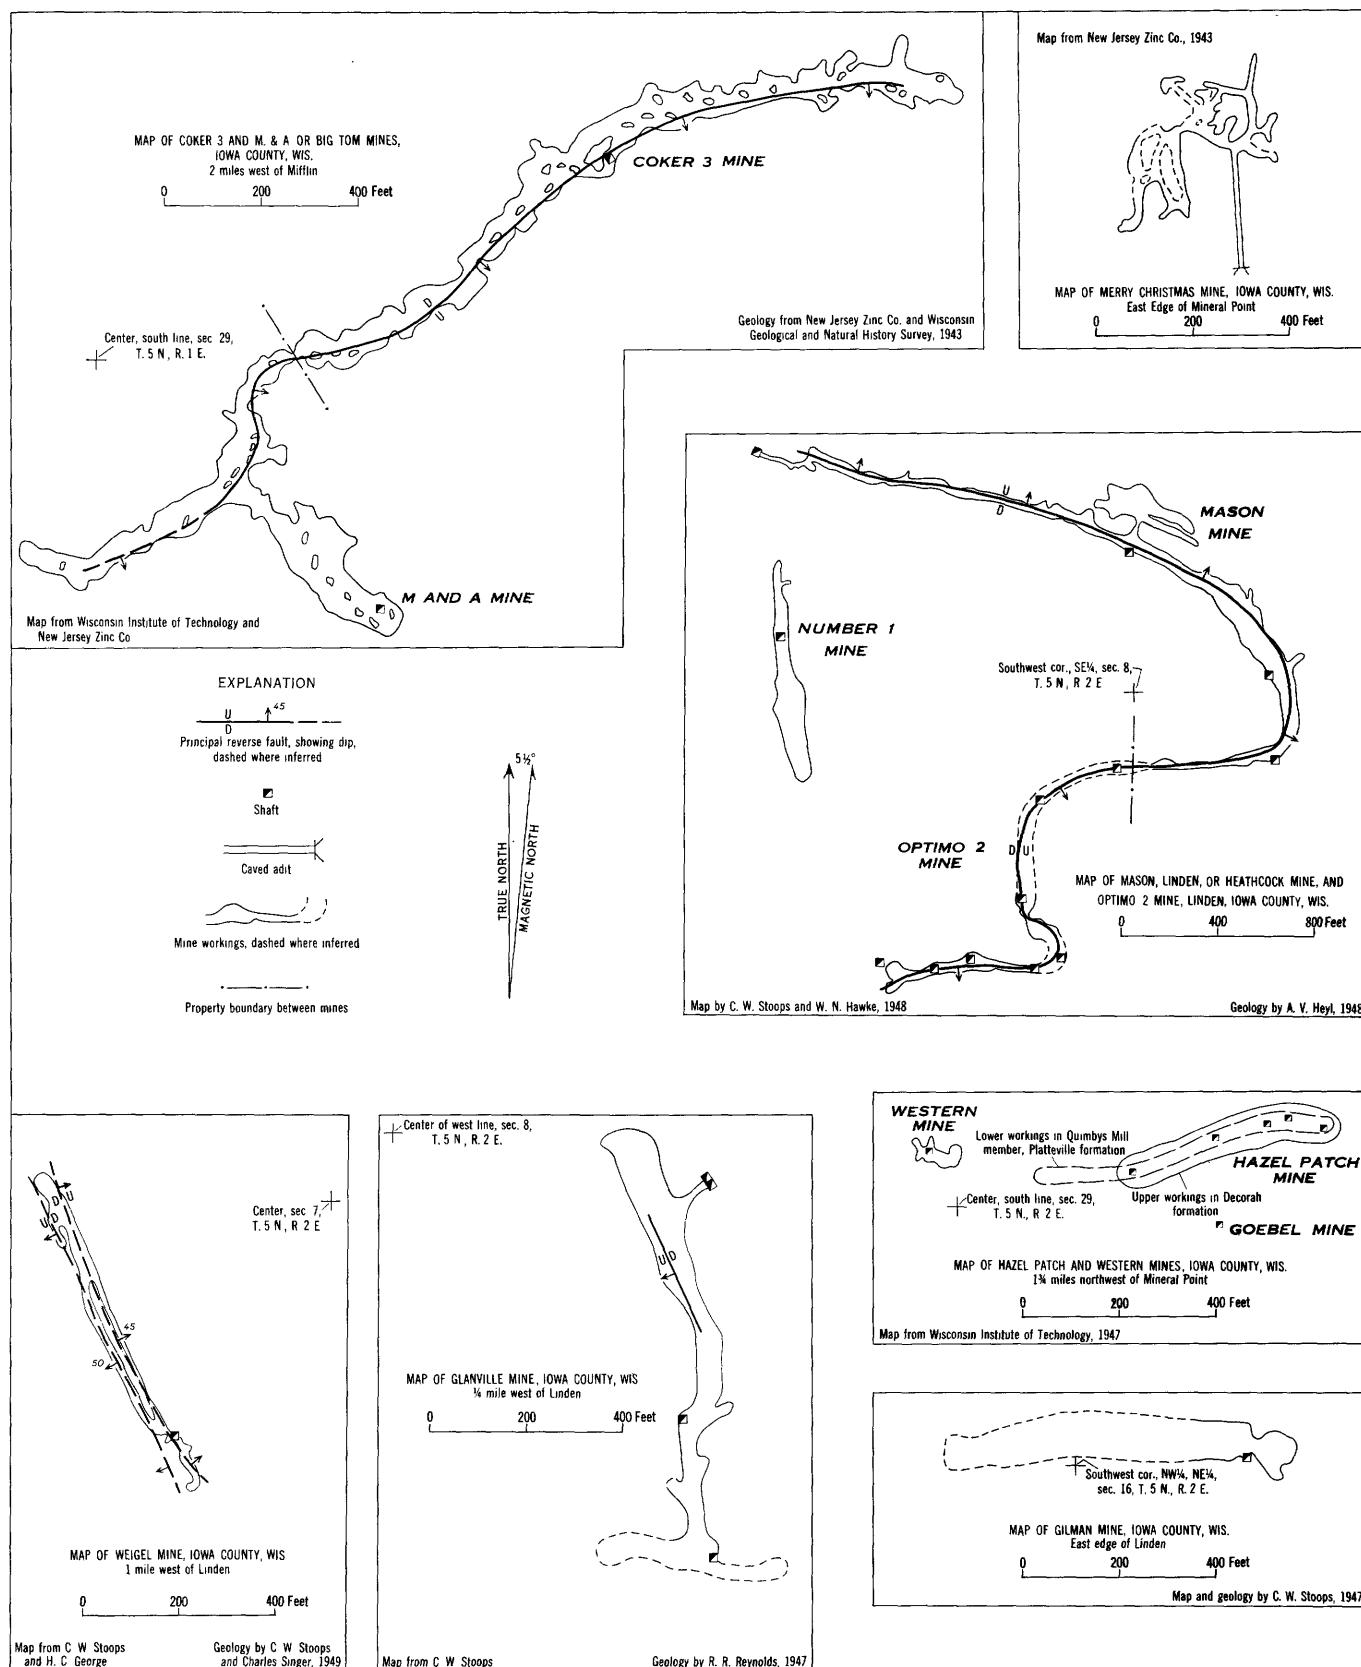 MAP OF COKER 3 AND M. & A OR BIG TOM MINES,
IOWA COUNTY, WIS.
2 miles west of Mifflin
0 200 400 Feet
COKER 3 MINE
D
U
Center, south line, sec 29,
T. 5 N, R. 1 E.
Geology from New Jersey Zinc Co. and Wisconsin
Geological and Natural History Survey, 1943
M AND A MINE
Map from Wisconsin Institute of Technology and
New Jersey Zinc Co
Map from New Jersey Zinc Co., 1943
MAP OF MERRY CHRISTMAS MINE, IOWA COUNTY, WIS.
East Edge of Mineral Point
0 200 400 Feet
U
D
MASON
MINE
NUMBER 1
MINE
Southwest cor., SE¼, sec. 8,
T. 5 N, R 2 E
OPTIMO 2
MINE
D U
MAP OF MASON, LINDEN, OR HEATHCOCK MINE, AND
OPTIMO 2 MINE, LINDEN, IOWA COUNTY, WIS.
0 400 800 Feet
Map by C. W. Stoops and W. N. Hawke, 1948
Geology by A. V. Heyl, 1948
EXPLANATION
U 45
D
Principal reverse fault, showing dip,
dashed where inferred
Shaft
Caved adit
Mine workings, dashed where inferred
Property boundary between mines
5½°
TRUE NORTH
MAGNETIC NORTH
D U
U D
Center, sec 7,
T. 5 N, R 2 E
45
50
MAP OF WEIGEL MINE, IOWA COUNTY, WIS
1 mile west of Linden
0 200 400 Feet
Map from C W Stoops
and H. C George
Geology by C W Stoops
and Charles Singer, 1949
Center of west line, sec. 8,
T. 5 N, R. 2 E.
U D
MAP OF GLANVILLE MINE, IOWA COUNTY, WIS
¼ mile west of Linden
0 200 400 Feet
Map from C W Stoops
Geology by R. R. Reynolds, 1947
WESTERN
MINE
Lower workings in Quimbys Mill
member, Platteville formation
HAZEL PATCH
MINE
Center, south line, sec. 29,
T. 5 N., R 2 E.
Upper workings in Decorah
formation
GOEBEL MINE
MAP OF HAZEL PATCH AND WESTERN MINES, IOWA COUNTY, WIS.
1¾ miles northwest of Mineral Point
0 200 400 Feet
Map from Wisconsin Institute of Technology, 1947
Southwest cor., NW¼, NE¼,
sec. 16, T. 5 N., R. 2 E.
MAP OF GILMAN MINE, IOWA COUNTY, WIS.
East edge of Linden
0 200 400 Feet
Map and geology by C. W. Stoops, 1947